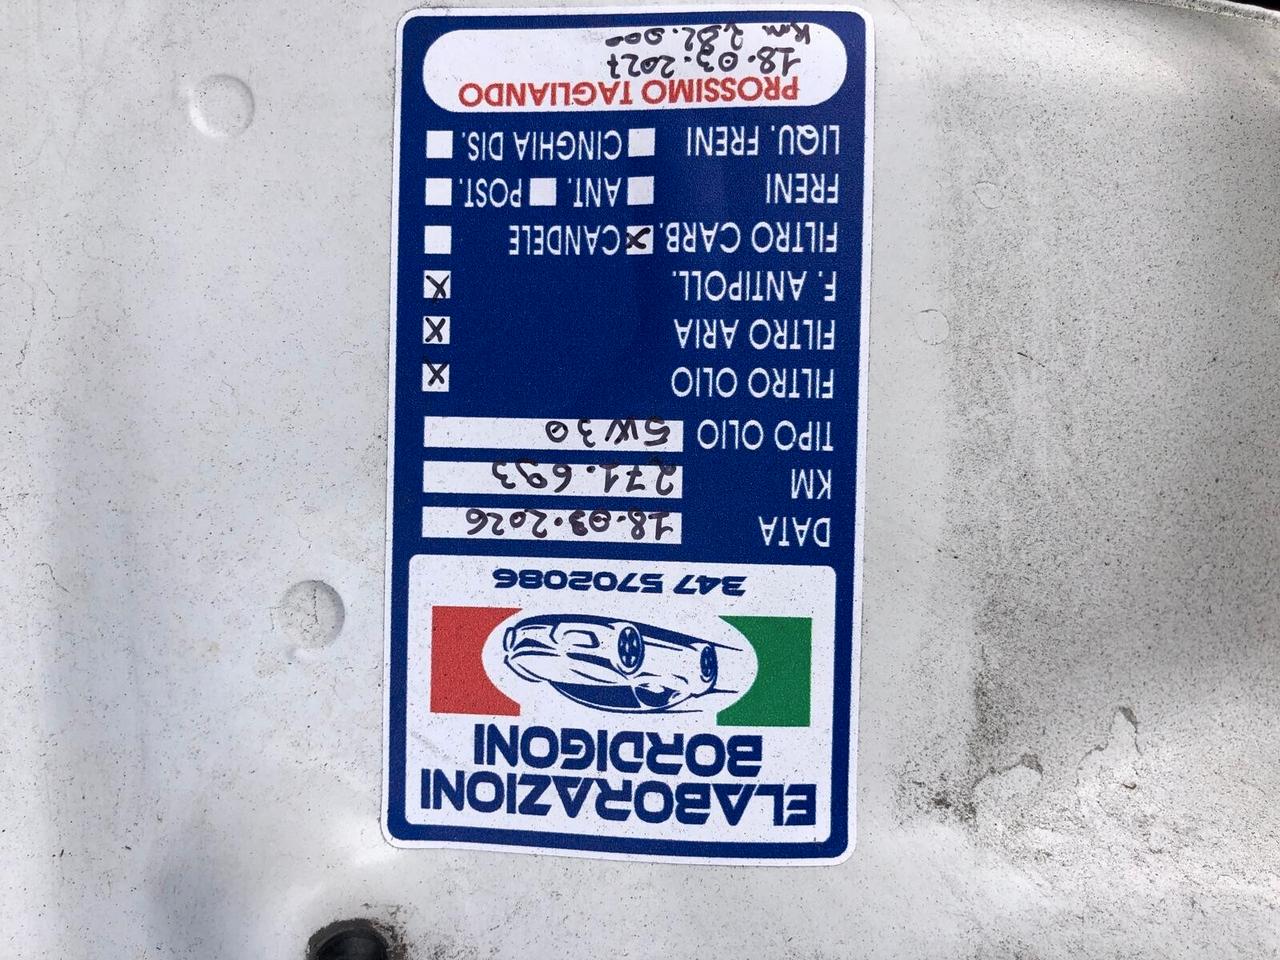 ELABORAZIONI
BORDIGONI
347 5702086
DATA 18.03.2026
KM 271.693
TIPO OLIO 5W30
FILTRO OLIO X
FILTRO ARIA X
F. ANTIPOLL. X
FILTRO CARB. X CANDELE
FRENI ANT. POST.
LIQU. FRENI CINGHIA DIS.
PROSSIMO TAGLIANDO
18.03.2027
Km 282.000